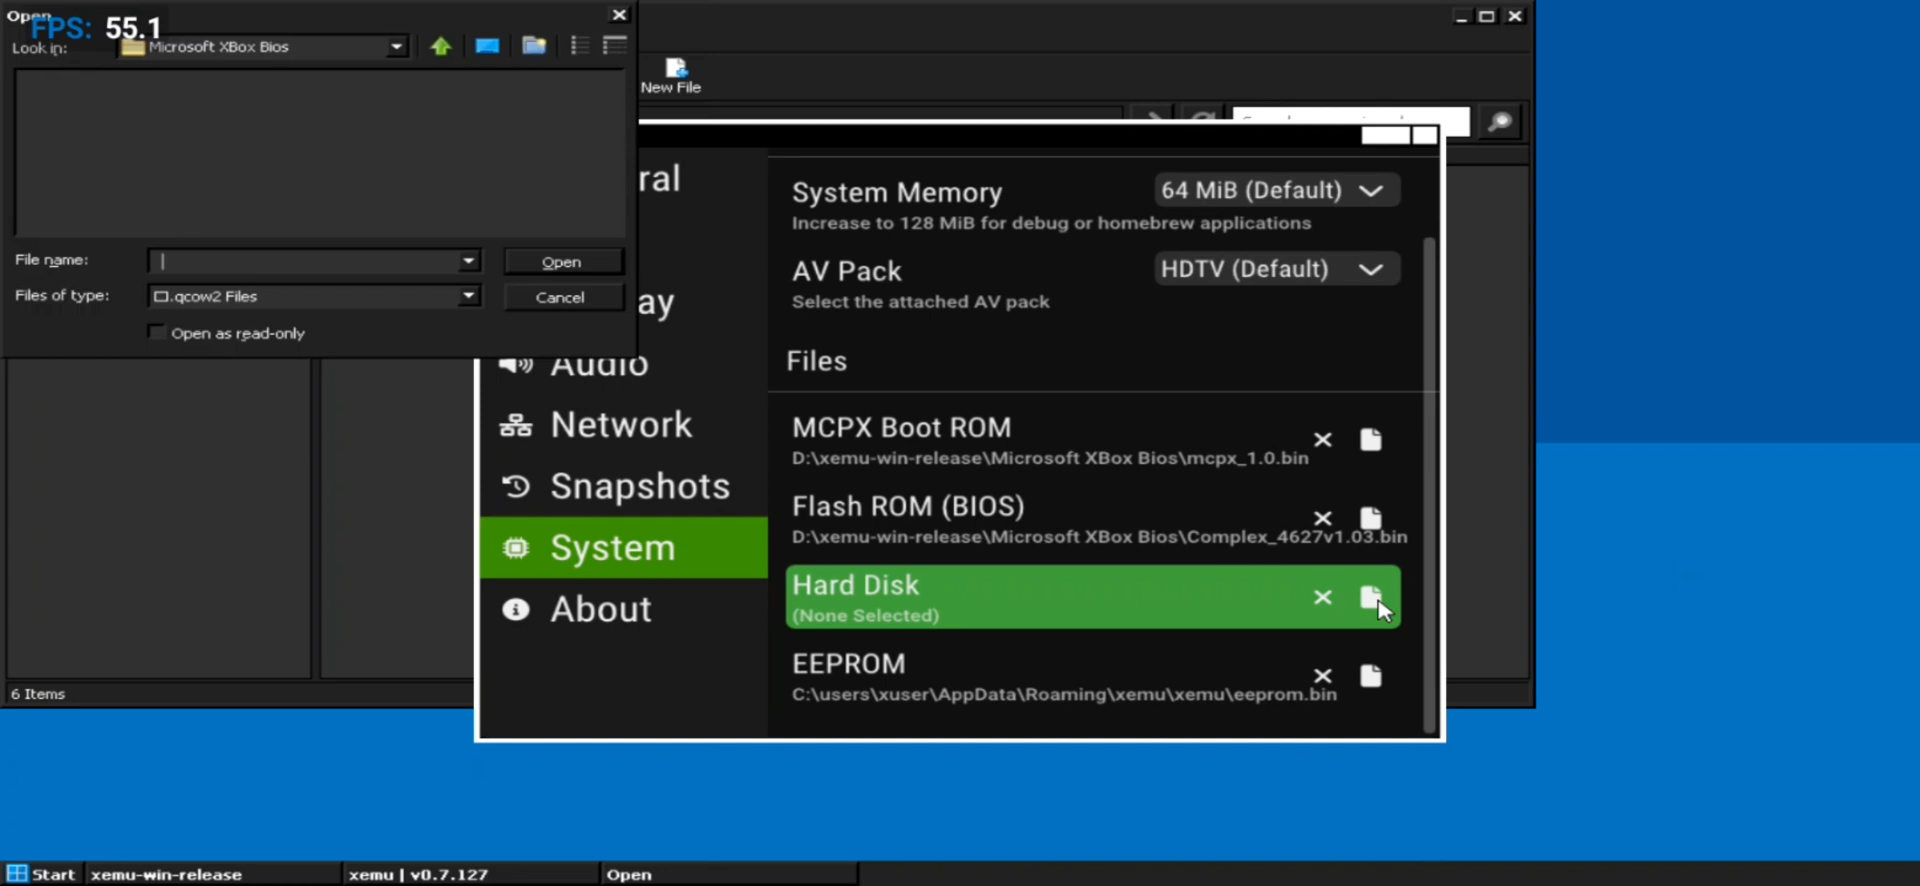 Open
FPS: 55.1
Look in:
Microsoft XBox Bios
New File
File name:
Open
Files of type:
.qcow2 Files
Cancel
Open as read-only
ral
ay
Audio
Network
Snapshots
System
About
System Memory
64 MiB (Default)
Increase to 128 MiB for debug or homebrew applications
AV Pack
HDTV (Default)
Select the attached AV pack
Files
MCPX Boot ROM
D:\xemu-win-release\Microsoft XBox Bios\mcpx_1.0.bin
Flash ROM (BIOS)
D:\xemu-win-release\Microsoft XBox Bios\Complex_4627v1.03.bin
Hard Disk
(None Selected)
EEPROM
C:\users\xuser\AppData\Roaming\xemu\xemu\eeprom.bin
6 Items
Start
xemu-win-release
xemu | v0.7.127
Open